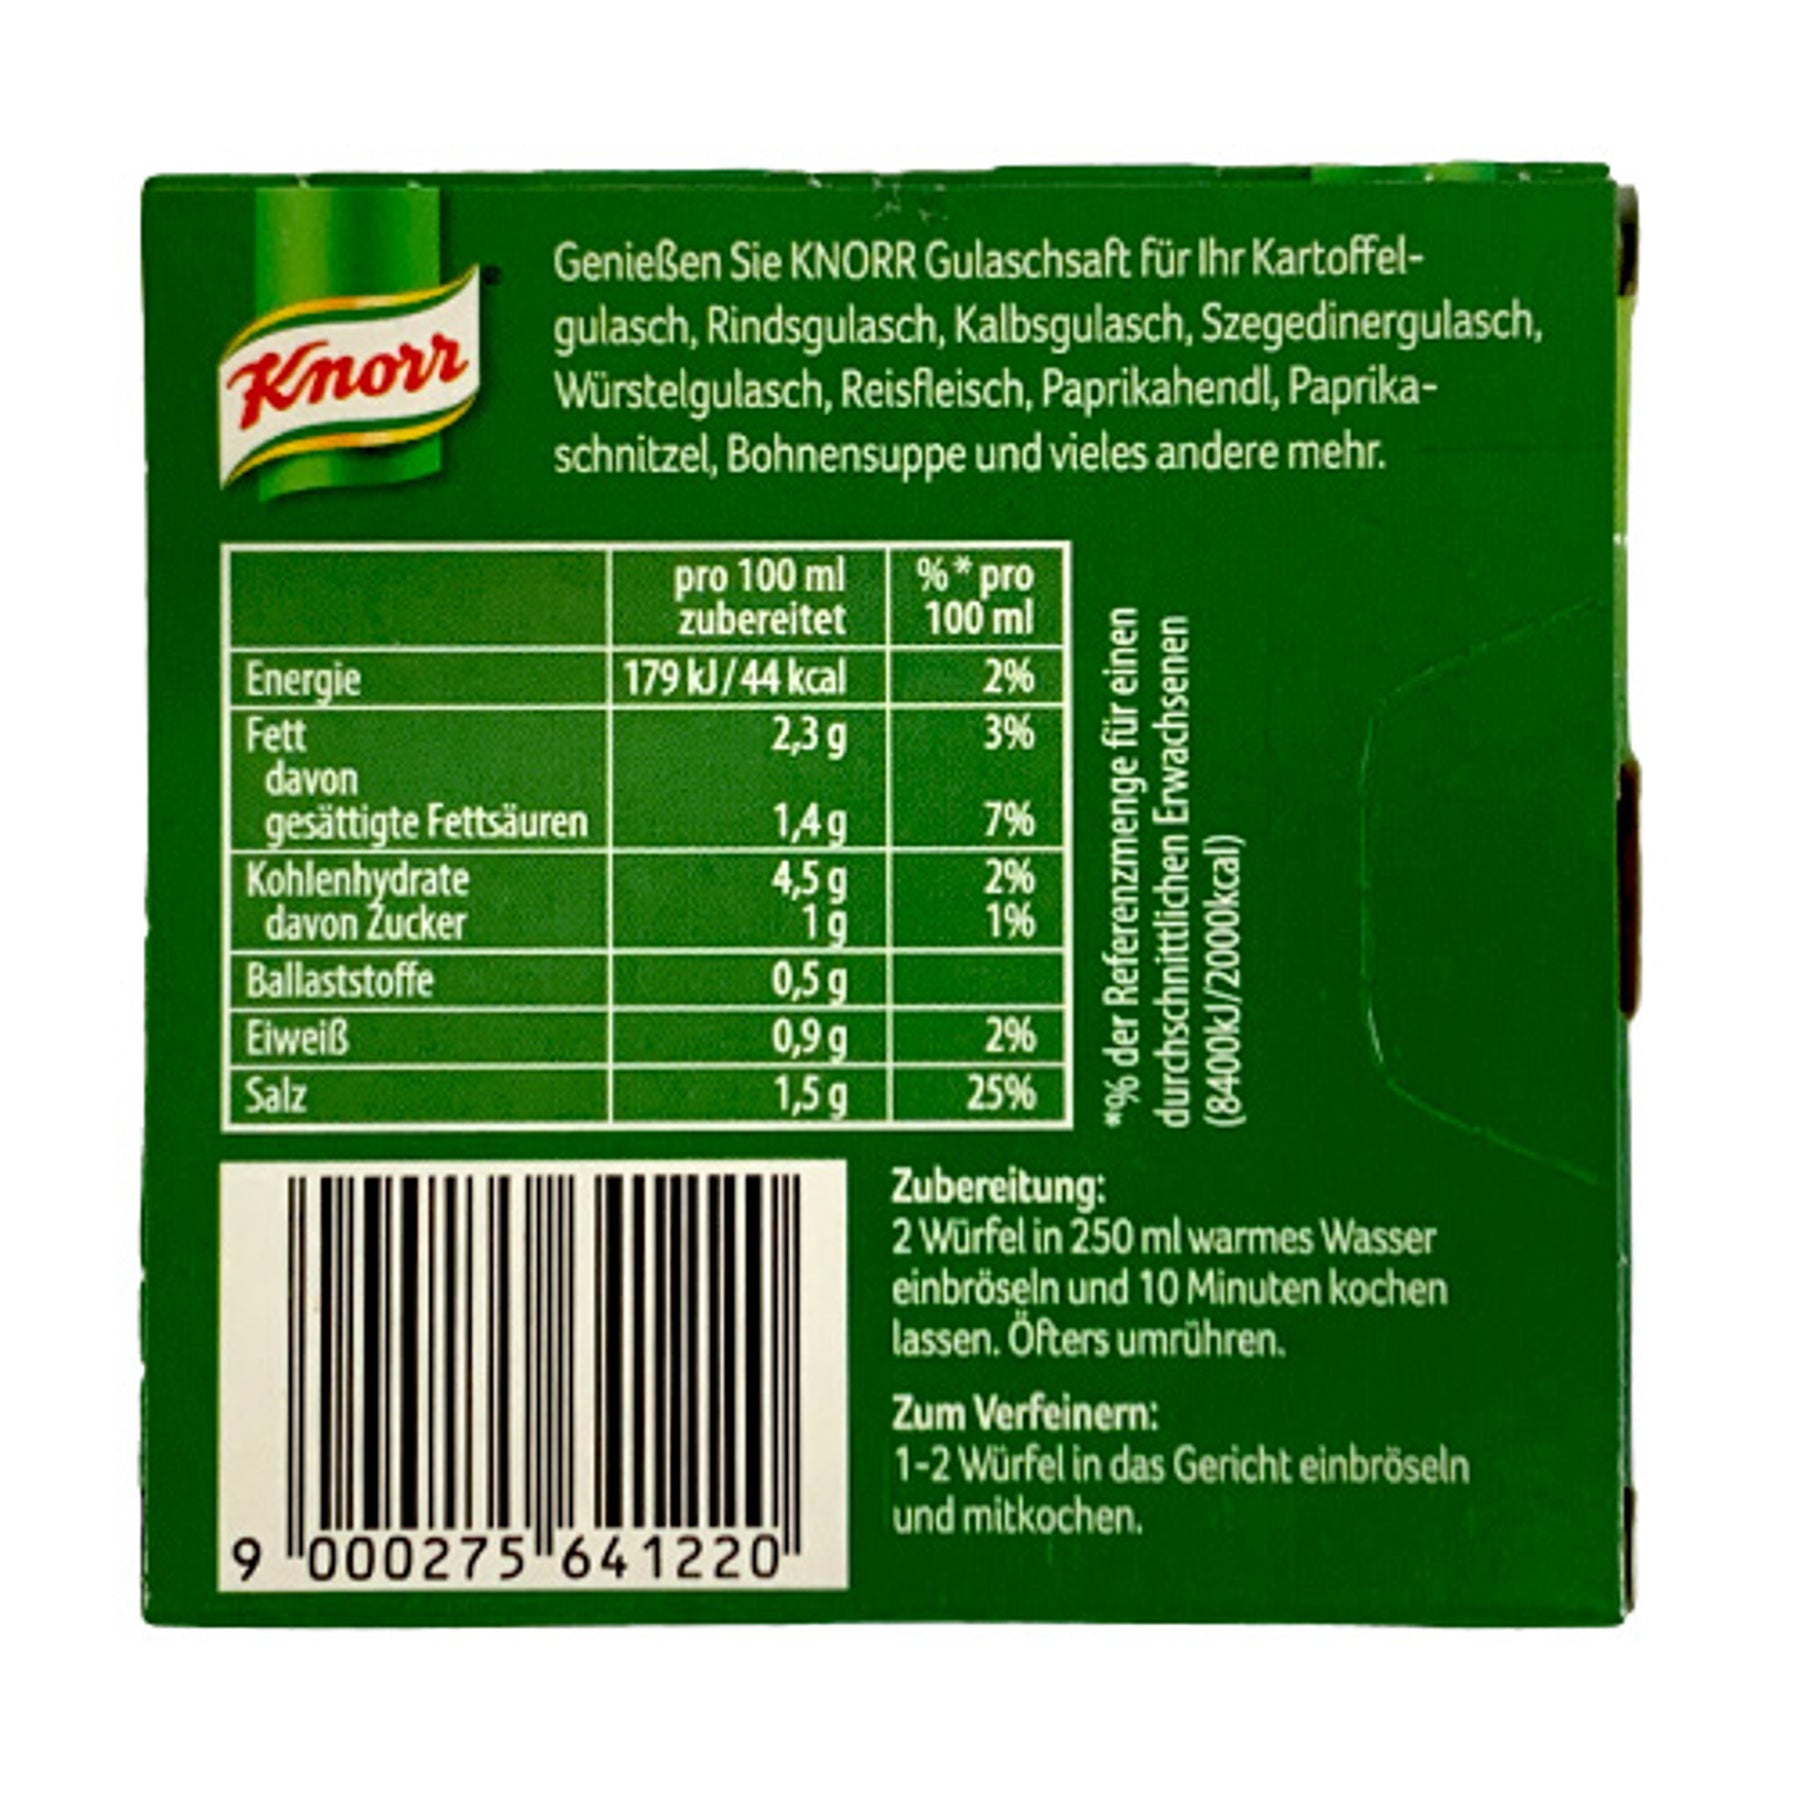 Knorr
Genießen Sie KNORR Gulaschsaft für Ihr Kartoffel-
gulasch, Rindsgulasch, Kalbsgulasch, Szegedinergulasch,
Würstelgulasch, Reisfleisch, Paprikahendl, Paprika-
schnitzel, Bohnensuppe und vieles andere mehr.
pro 100 ml %* pro
zubereitet 100 ml
Energie 179 kJ/44 kcal 2%
Fett 2,3 g 3%
davon
gesättigte Fettsäuren 1,4 g 7%
Kohlenhydrate 4,5 g 2%
davon Zucker 1 g 1%
Ballaststoffe 0,5 g
Eiweiß 0,9 g 2%
Salz 1,5 g 25%
*% der Referenzmenge für einen
durchschnittlichen Erwachsenen
(8400kJ/2000kcal)
Zubereitung:
2 Würfel in 250 ml warmes Wasser
einbröseln und 10 Minuten kochen
lassen. Öfters umrühren.
Zum Verfeinern:
1-2 Würfel in das Gericht einbröseln
und mitkochen.
9 000275 641220